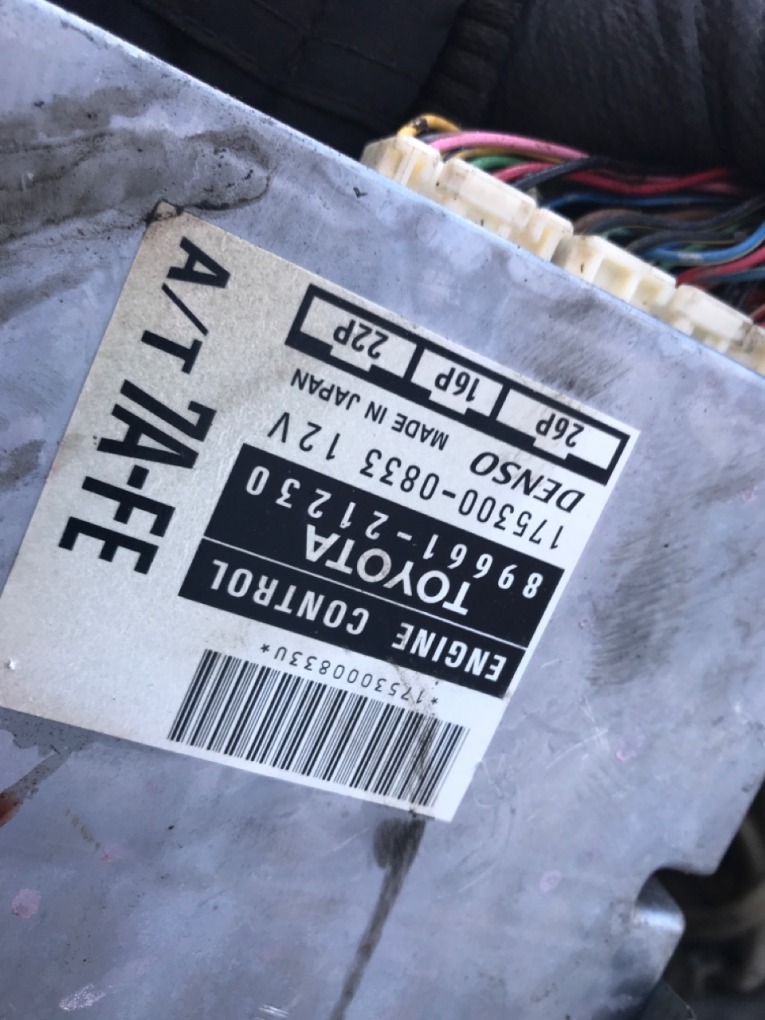 ENGINE CONTROL
TOYOTA
89661-21230
175300-0833 12V
DENSO MADE IN JAPAN
26P 16P 22P
*1753000833U*
A/T 7A-FE